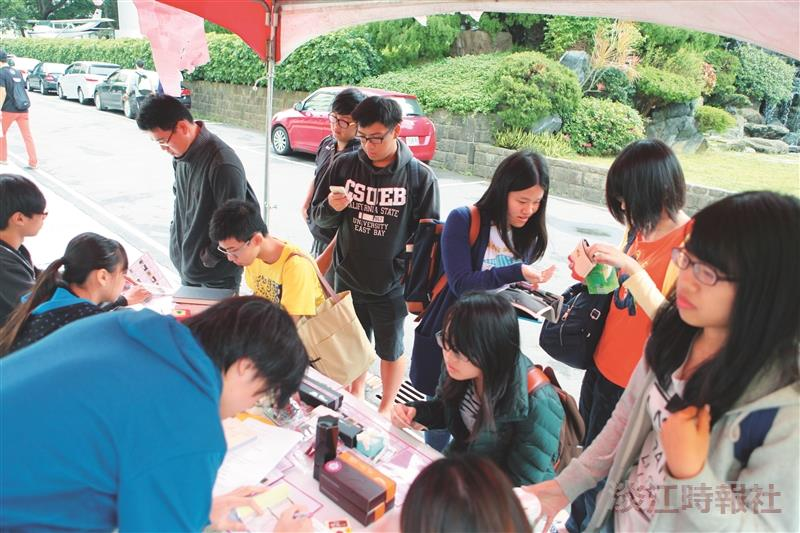 CSUEB
CALIFORNIA STATE
UNIVERSITY
EAST BAY
淡江時報社